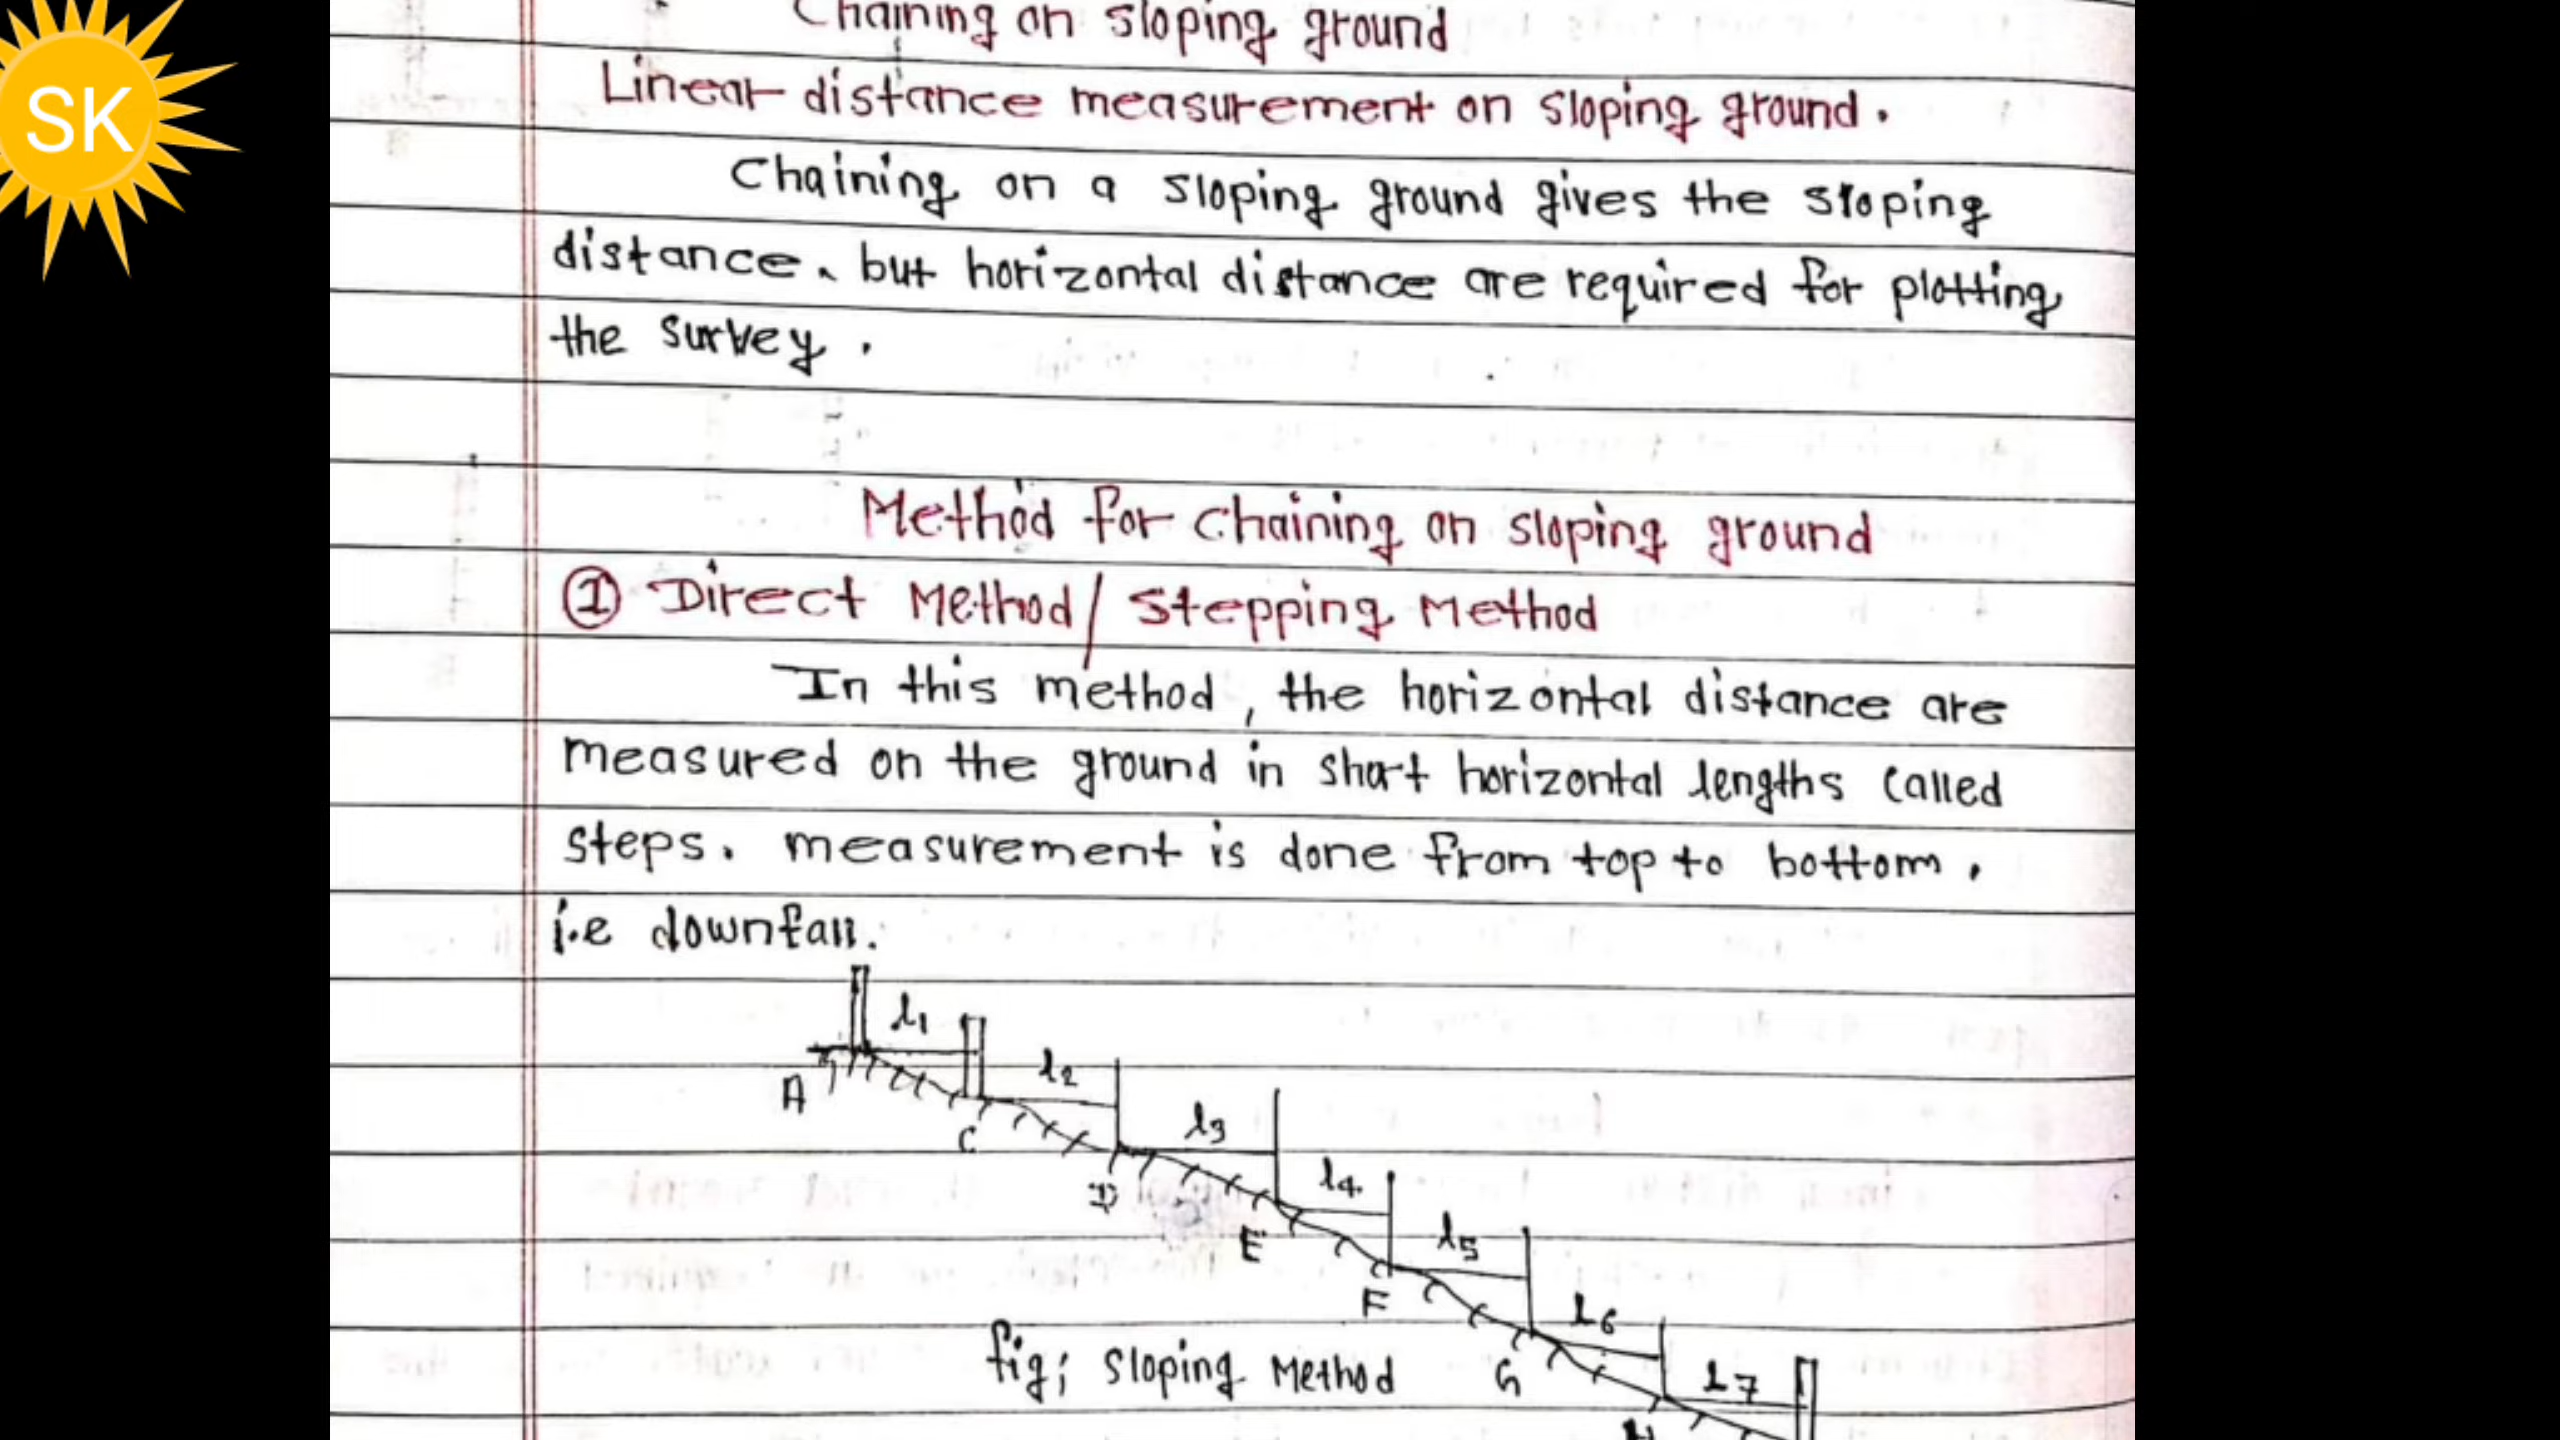 SK
Chaining on sloping ground
Linear distance measurement on sloping ground.
Chaining on a sloping ground gives the sloping
distance, but horizontal distance are required for plotting
the survey.
Method for chaining on sloping ground
① Direct Method/ Stepping Method
In this method, the horizontal distance are
measured on the ground in short horizontal lengths called
steps. measurement is done from top to bottom.
i.e downfall.
l1
A
l2
C
l3
D
l4
E
l5
F
l6
fig; sloping Method
G
l7
H